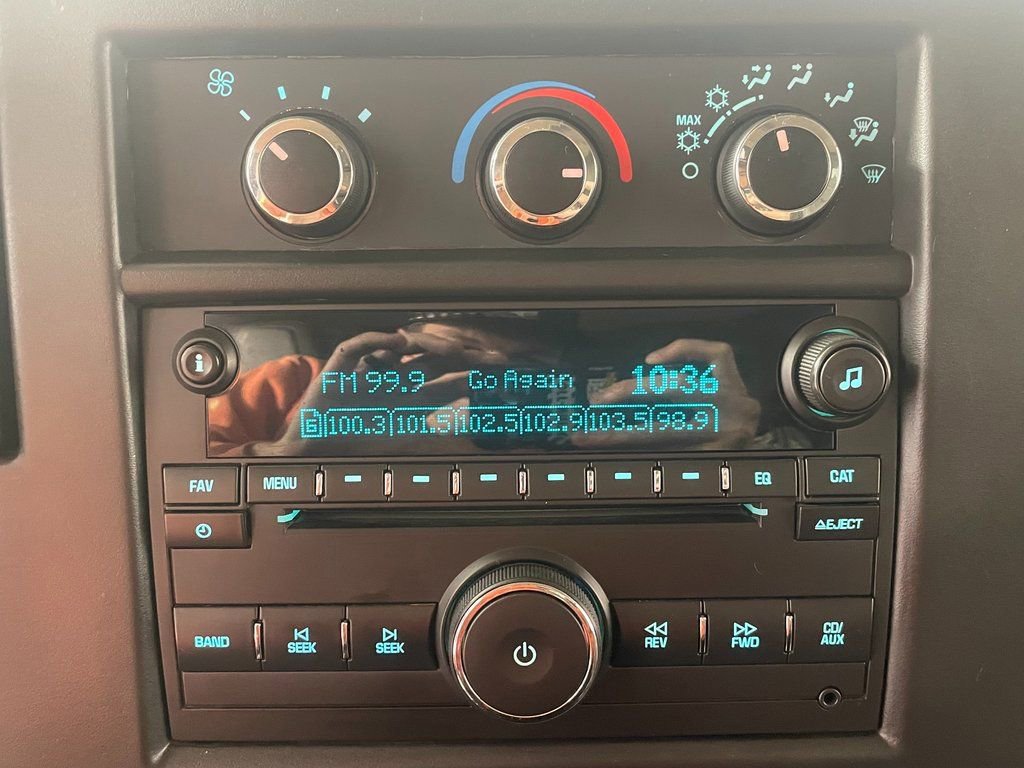 MAX
i
FM 99.9 Go Again 10:36
6 100.3 101.5 102.5 102.9 103.5 98.9
FAV MENU EQ CAT
EJECT
BAND SEEK SEEK REV FWD CD/
AUX